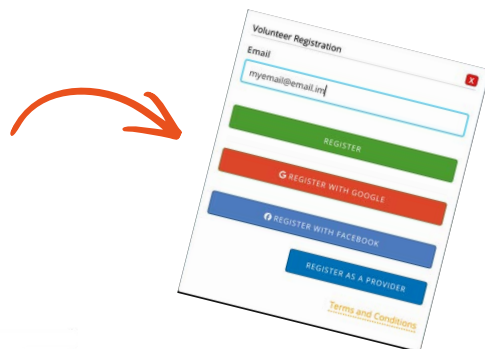 Volunteer Registration
X
Email
myemail@email.im
REGISTER
G REGISTER WITH GOOGLE
f REGISTER WITH FACEBOOK
REGISTER AS A PROVIDER
Terms and Conditions